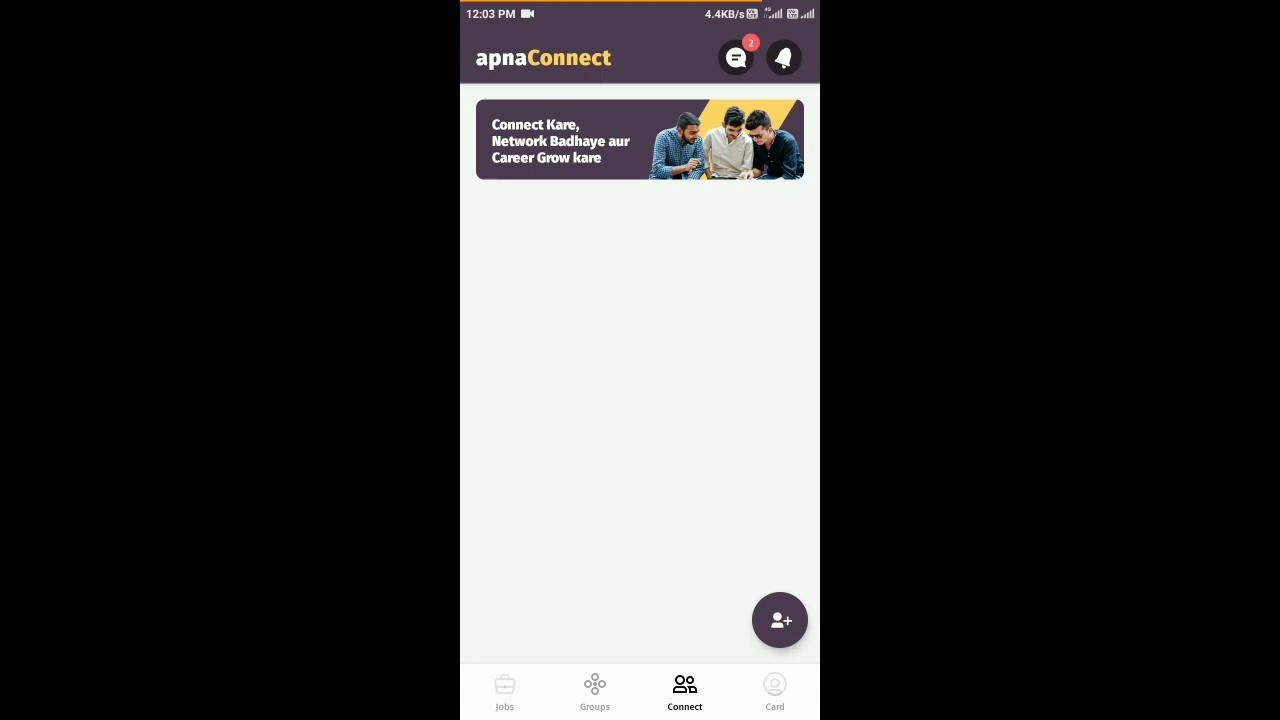 12:03 PM 4.4KB/s
apnaConnect
2
Connect Kare,
Network Badhaye aur
Career Grow kare
Jobs Groups Connect Card